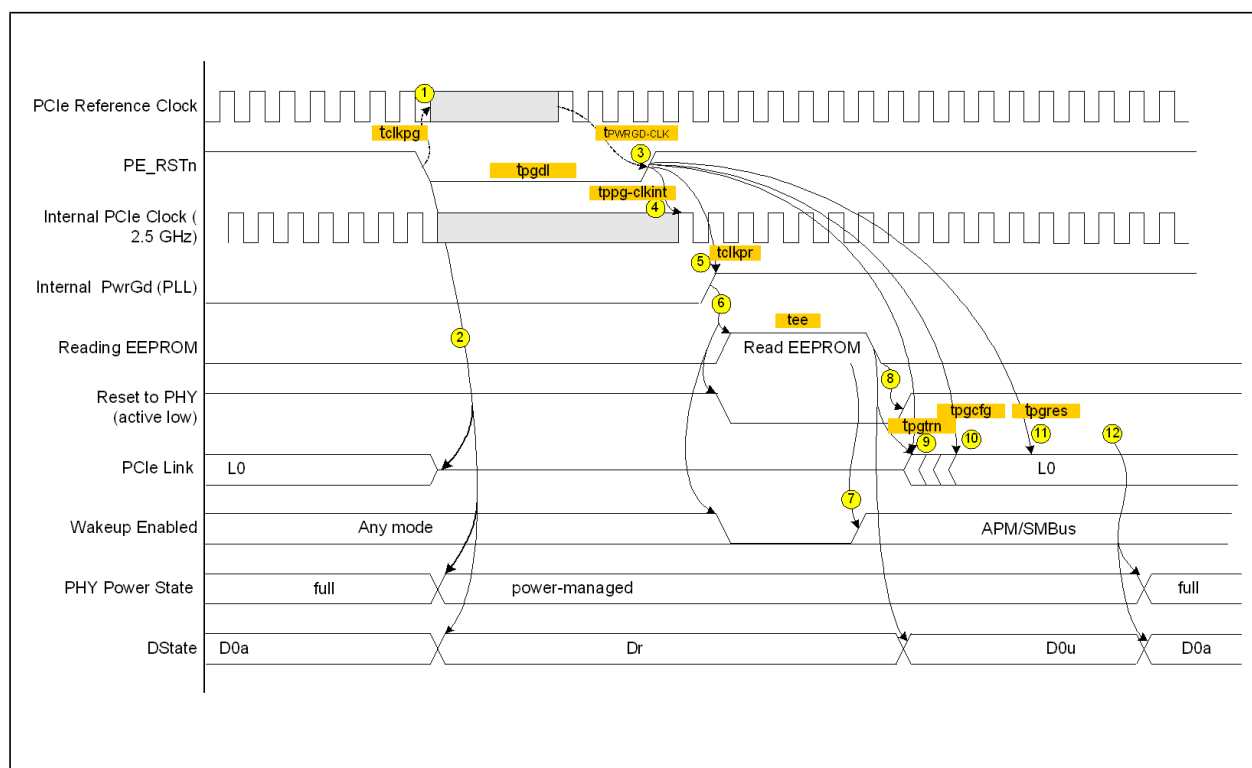 1
PCIe Reference Clock
tclkpg
tPWRGD-CLK
3
PE_RSTn
tpgdl
tppg-clkint
4
Internal PCIe Clock (
2.5 GHz)
tclkpr
5
Internal PwrGd (PLL)
6
tee
2
Reading EEPROM
Read EEPROM
8
Reset to PHY
(active low)
tpgcfg
tpgres
tpgtrn
9
10
11
12
PCIe Link
L0
L0
7
Wakeup Enabled
Any mode
APM/SMBus
PHY Power State
full
power-managed
full
DState
D0a
Dr
D0u
D0a